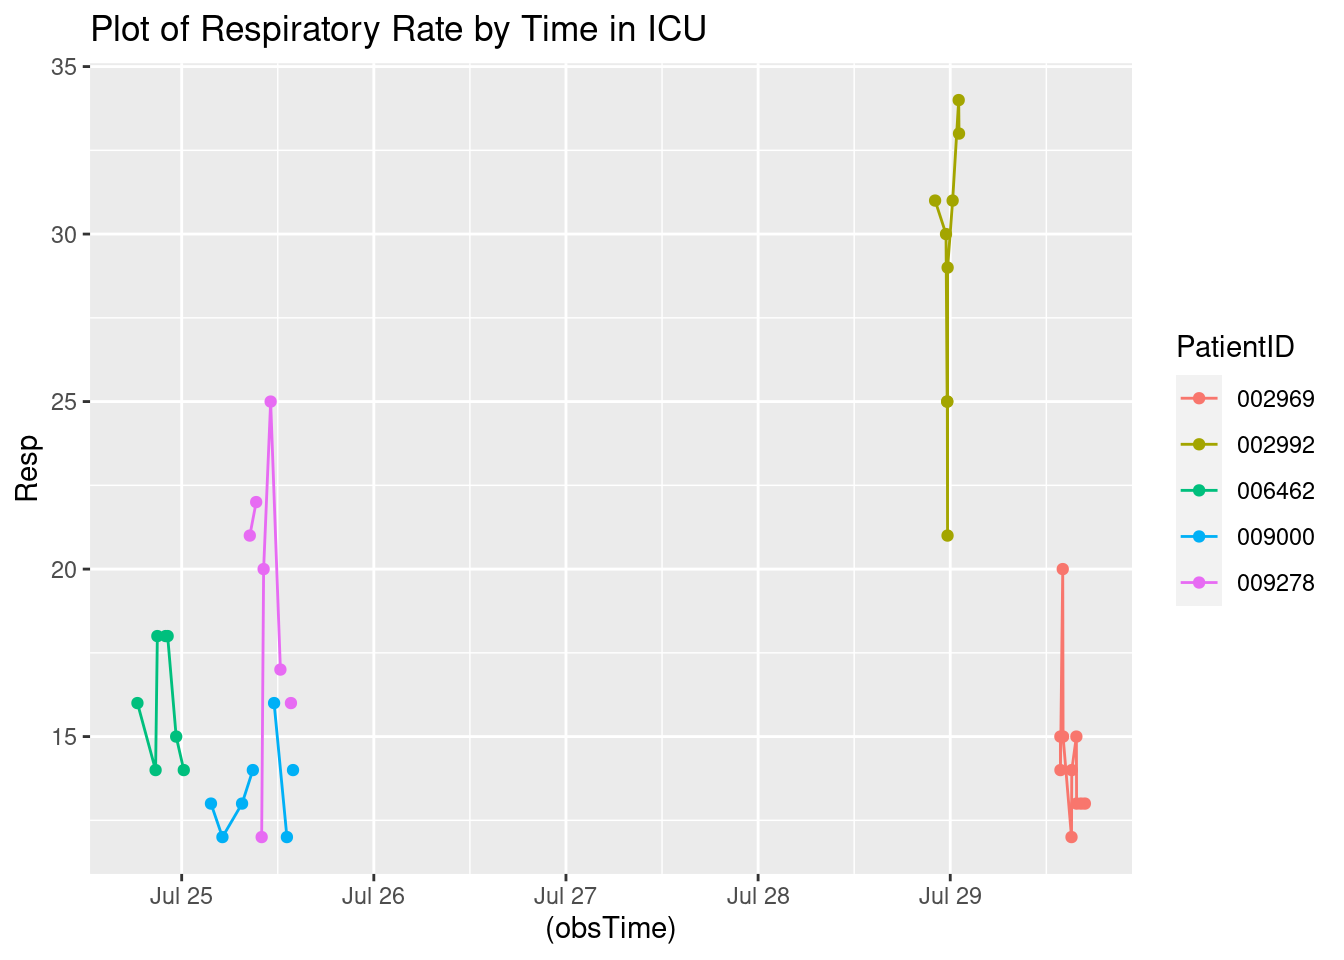 Plot of Respiratory Rate by Time in ICU
35
30
25
20
15
Resp
Jul 25 Jul 26 Jul 27 Jul 28 Jul 29
(obsTime)
PatientID
002969
002992
006462
009000
009278